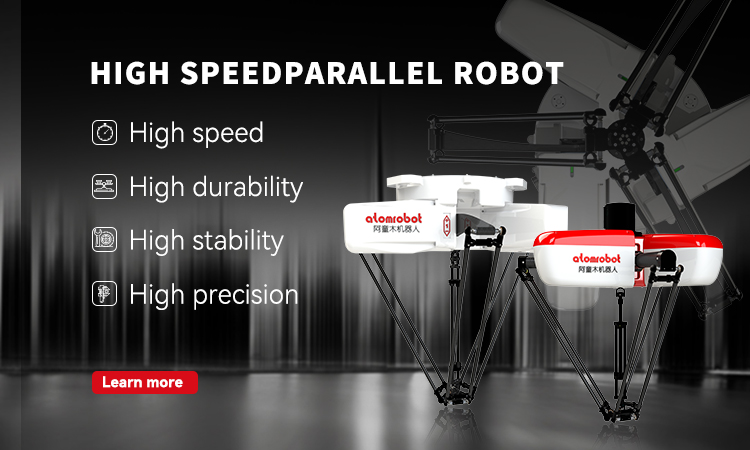 HIGH SPEEDPARALLEL ROBOT
High speed
High durability
High stability
High precision
atomrobot
阿童木机器人
atomrobot
阿童木机器人
Learn more